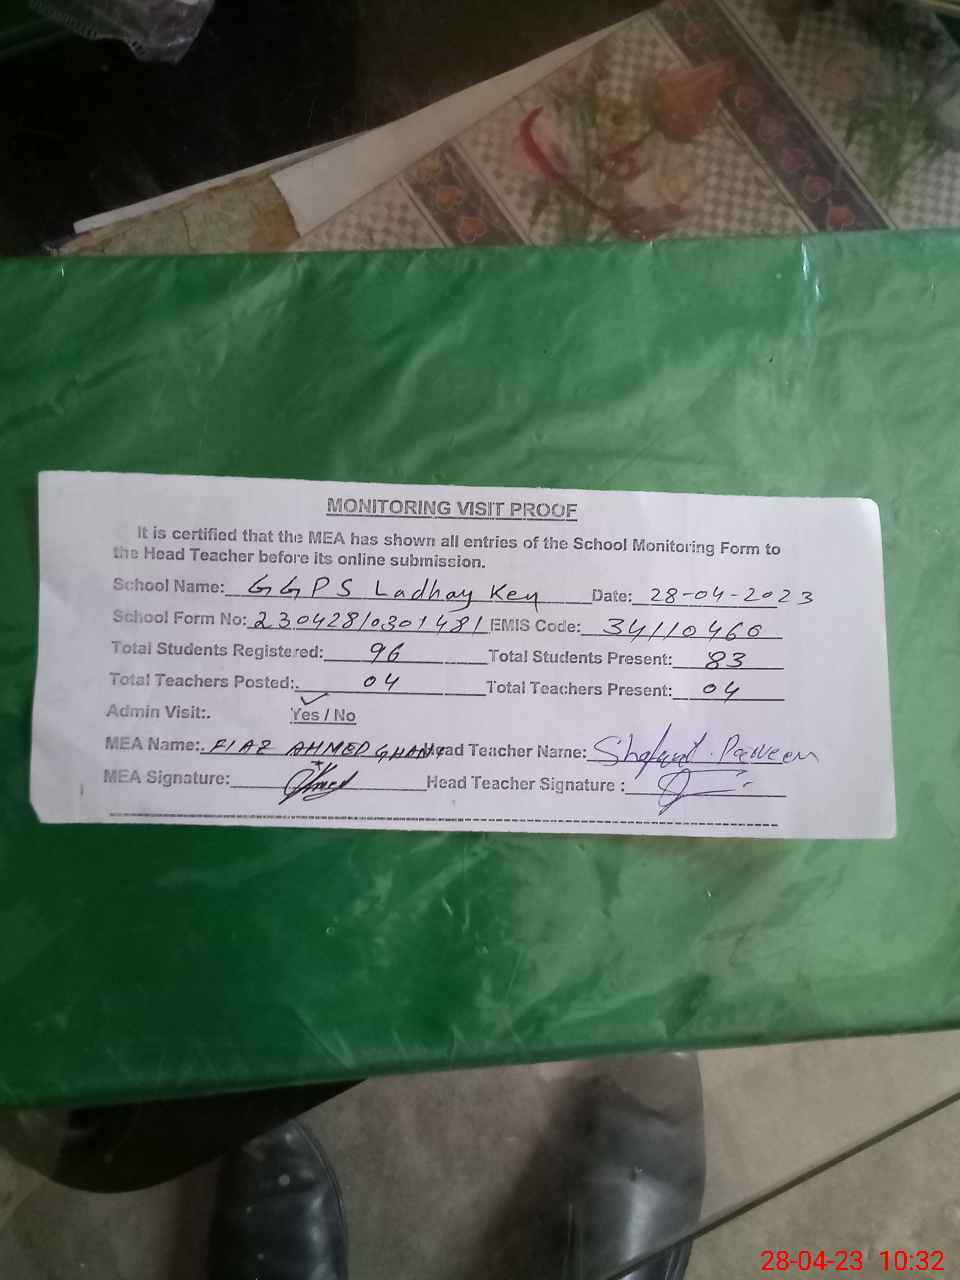 MONITORING VISIT PROOF
It is certified that the MEA has shown all entries of the School Monitoring Form to
the Head Teacher before its online submission.
School Name: GGPS Ladhay Key Date: 28-04-2023
School Form No: 230428/0301481 EMIS Code: 34110460
Total Students Registered: 96 Total Students Present: 83
Total Teachers Posted: 04 Total Teachers Present: 04
Admin Visit:. Yes / No
MEA Name: FIAZ AHMED GHANI Head Teacher Name: Parveen
MEA Signature: Head Teacher Signature :
28-04-23 10:32